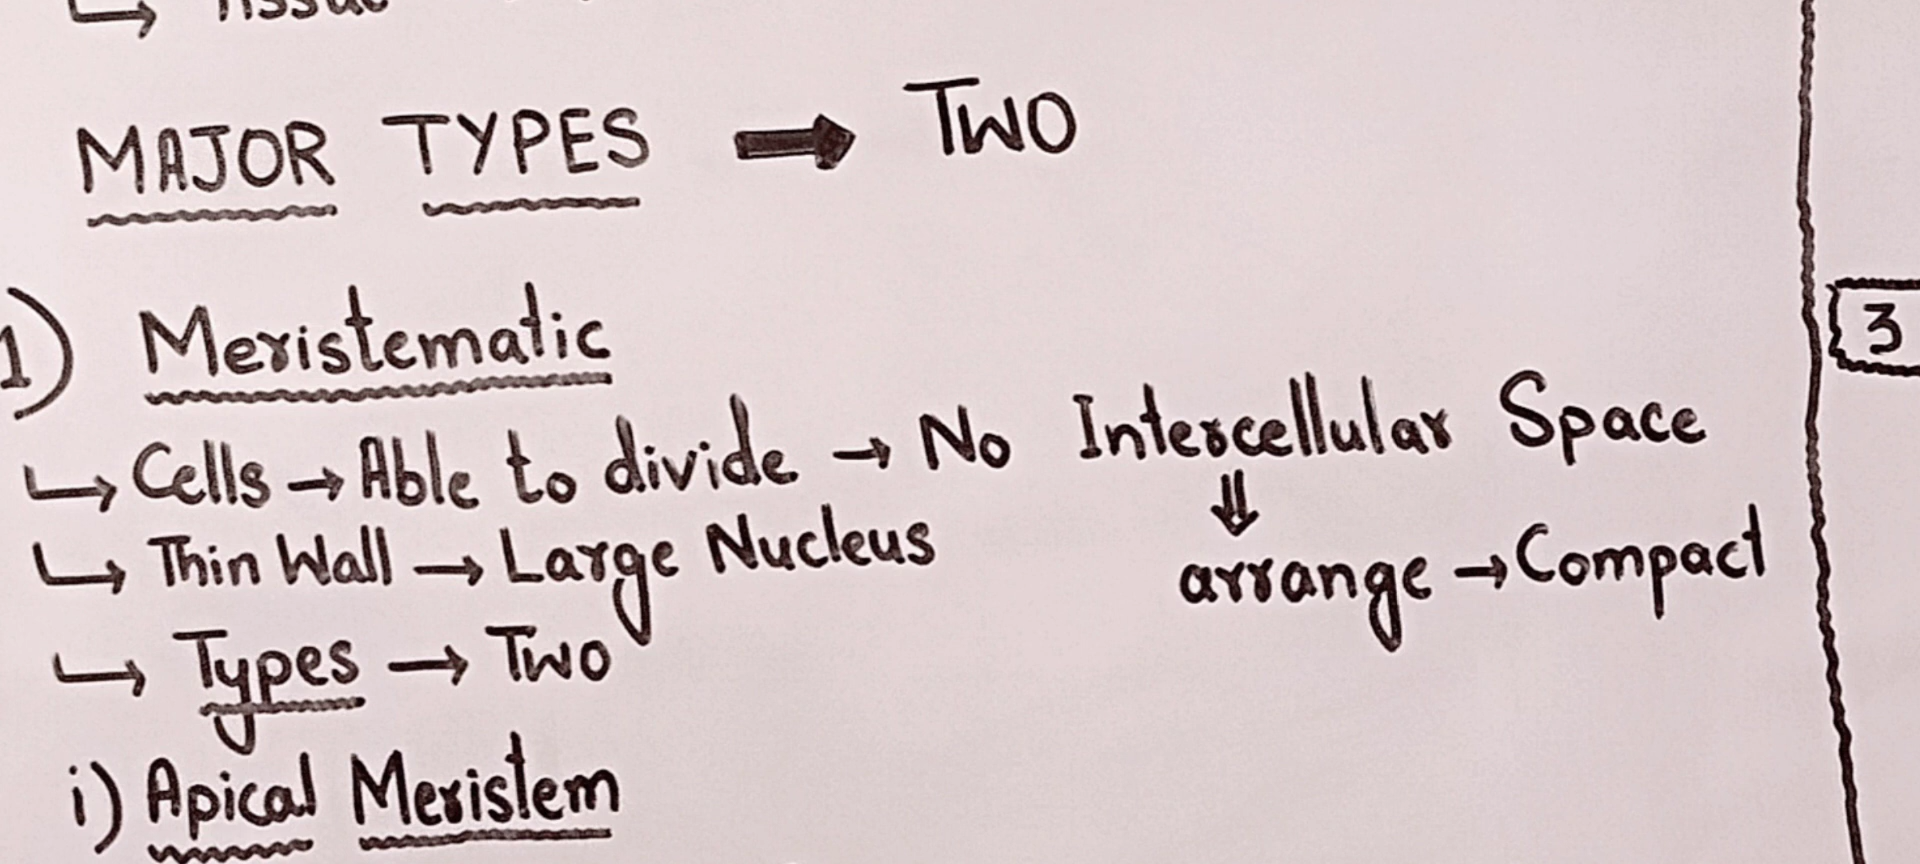 ↳ Tissue
MAJOR TYPES → TWO
1) Meristematic
↳ Cells → Able to divide → No Intercellular Space
⇓
↳ Thin Wall → Large Nucleus
arrange → Compact
↳ Types → Two
i) Apical Meristem
3